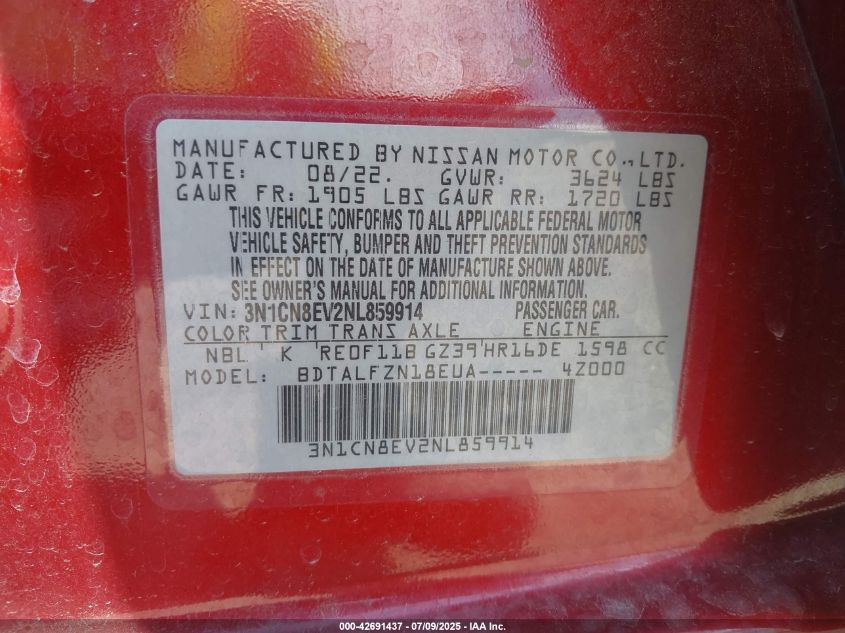 MANUFACTURED BY NISSAN MOTOR CO., LTD.
DATE: 08/22. GVWR: 3624 LBS
GAWR FR: 1905 LBS GAWR RR: 1720 LBS
THIS VEHICLE CONFORMS TO ALL APPLICABLE FEDERAL MOTOR
VEHICLE SAFETY, BUMPER AND THEFT PREVENTION STANDARDS
IN EFFECT ON THE DATE OF MANUFACTURE SHOWN ABOVE.
SEE OWNER'S MANUAL FOR ADDITIONAL INFORMATION.
VIN: 3N1CN8EV2NL859914 PASSENGER CAR.
COLOR TRIM TRANS AXLE ENGINE
NBL K RE0F11B GZ39 HR16DE 1598 CC
MODEL: BDTALFZN18EUA----- 4Z000
3N1CN8EV2NL859914
000-42691437 - 07/09/2025 - IAA Inc.